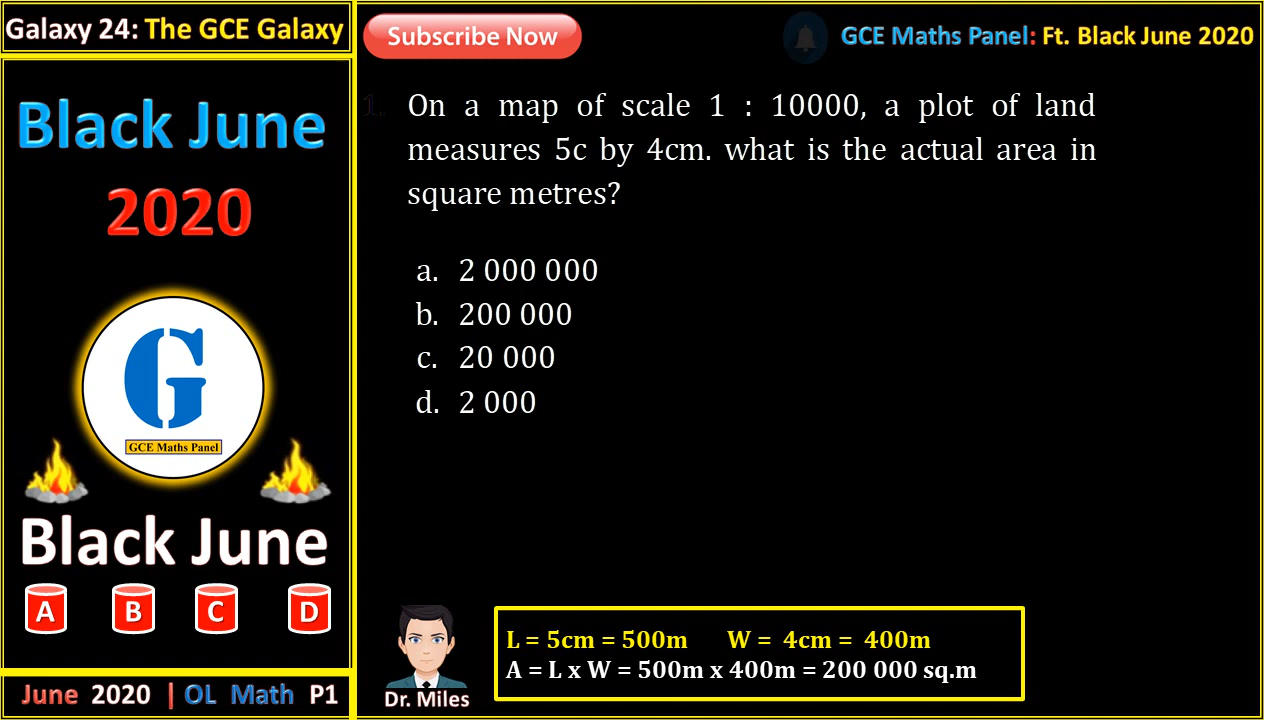 Galaxy 24: The GCE Galaxy
Subscribe Now
GCE Maths Panel: Ft. Black June 2020
Black June
2020
G
GCE Maths Panel
Black June
A B C D
June 2020 | OL Math P1
1. On a map of scale 1 : 10000, a plot of land
measures 5c by 4cm. what is the actual area in
square metres?
a. 2 000 000
b. 200 000
c. 20 000
d. 2 000
Dr. Miles
L = 5cm = 500m W = 4cm = 400m
A = L x W = 500m x 400m = 200 000 sq.m